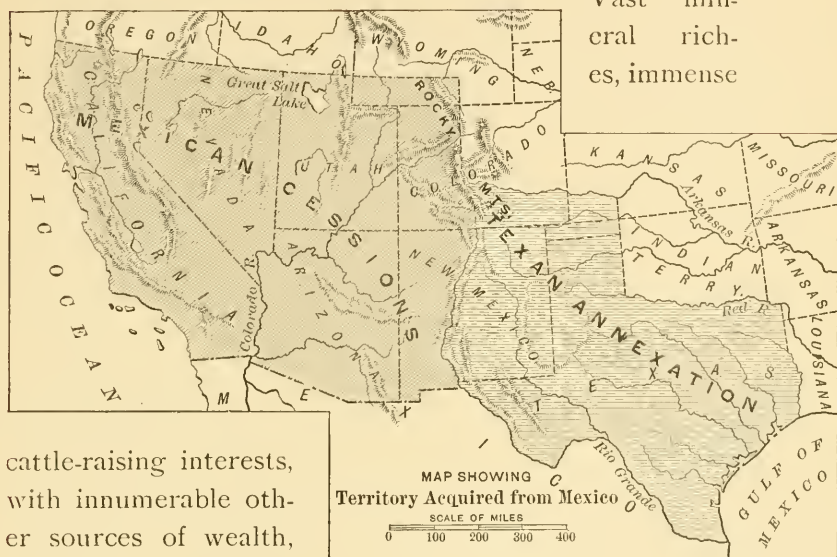 Vast min-
eral rich-
es, immense
OREGON
IDAHO
WYOMING
NEB
PACIFIC OCEAN
CALIFORNIA
NEVADA
Great Salt
Lake
UTAH
ROCKY MTS.
COLORADO
KANSAS
MISSOURI
Arkansas R.
INDIAN
TERRY.
ARKANSAS
LOUISIANA
MEXICAN CESSIONS
ARIZONA
NEW MEXICO
Colorado R.
TEXAN ANNEXATION
TEXAS
Red R.
Rio Grande
MEXICO
GULF OF
MEXICO
cattle-raising interests,
with innumerable oth-
er sources of wealth,
MAP SHOWING
Territory Acquired from Mexico
SCALE OF MILES
0 100 200 300 400